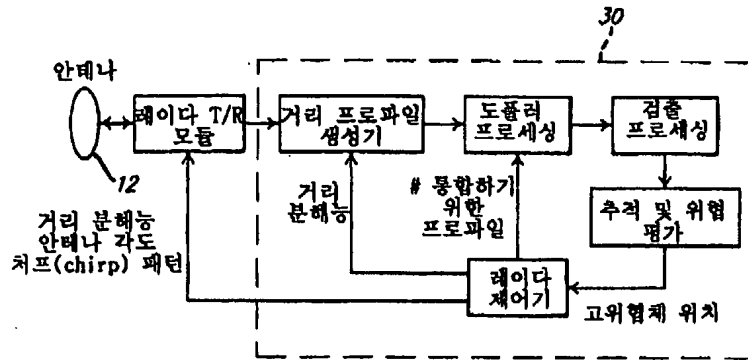 30
안테나
레이다 T/R
모듈
거리 프로파일
생성기
도플러
프로세싱
검출
프로세싱
12
거리
분해능
# 통합하기
위한
프로파일
추적 및 위협
평가
거리 분해능
안테나 각도
처프(chirp) 패턴
레이다
제어기
고위협체 위치